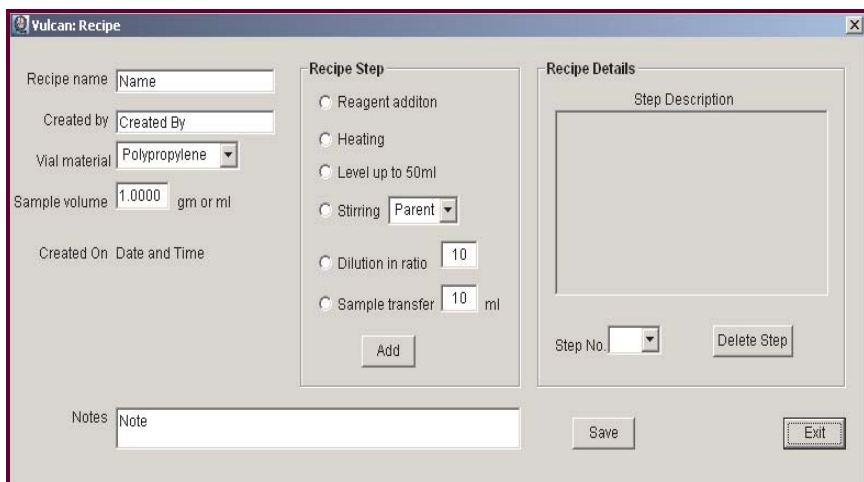 Vulcan: Recipe
Recipe name Name
Created by Created By
Vial material Polypropylene
Sample volume 1.0000 gm or ml
Created On Date and Time
Recipe Step
Reagent additon
Heating
Level up to 50ml
Stirring Parent
Dilution in ratio 10
Sample transfer 10 ml
Add
Recipe Details
Step Description
Step No.
Delete Step
Notes Note
Save
Exit